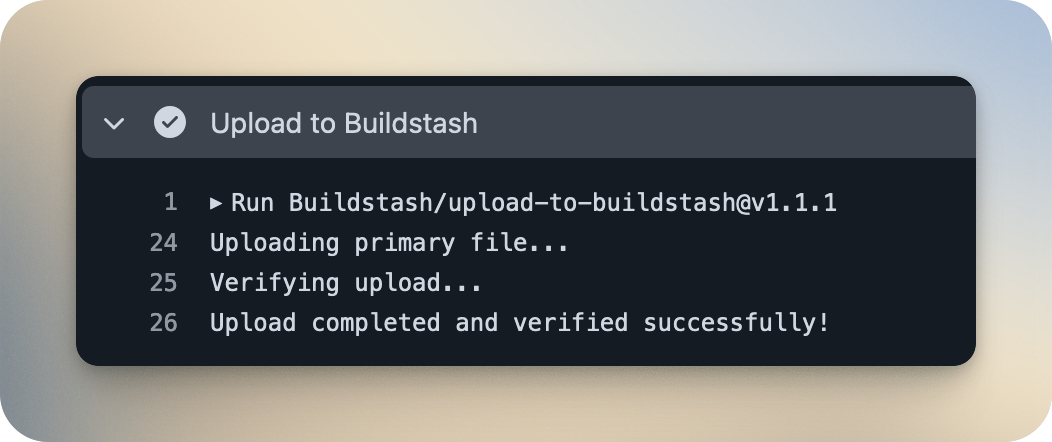 Upload to Buildstash
1 ▸ Run Buildstash/upload-to-buildstash@v1.1.1
24 Uploading primary file...
25 Verifying upload...
26 Upload completed and verified successfully!